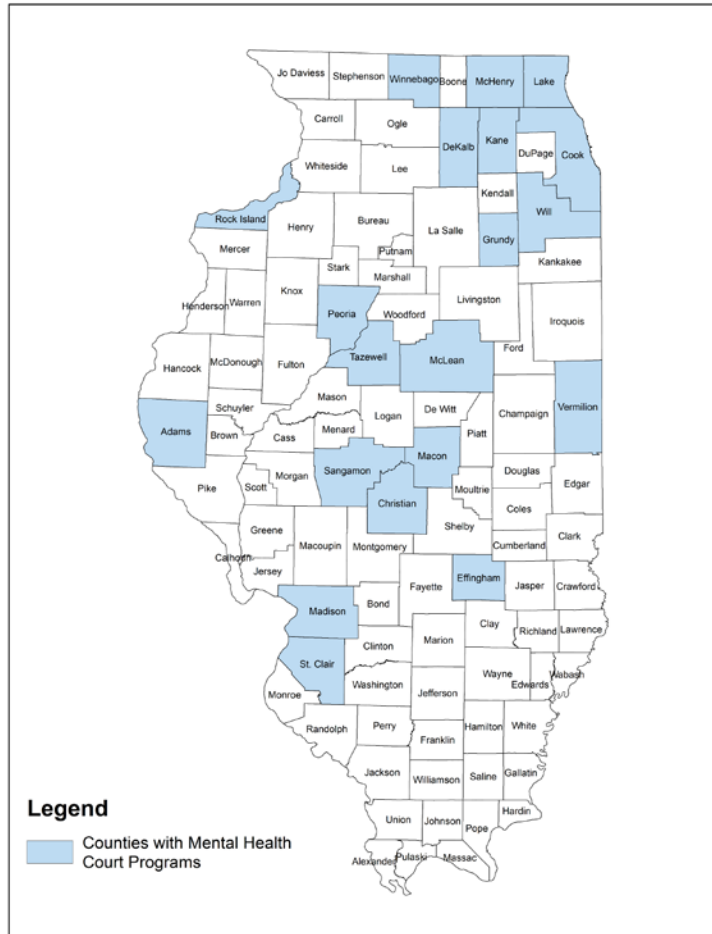 Jo Daviess
Stephenson
Winnebago
Boone
McHenry
Lake
Carroll
Ogle
DeKalb
Kane
DuPage
Cook
Whiteside
Lee
Kendall
Will
Rock Island
Henry
Bureau
La Salle
Grundy
Mercer
Putnam
Kankakee
Stark
Marshall
Knox
Henderson
Warren
Peoria
Woodford
Livingston
Iroquois
Ford
Tazewell
McLean
Hancock
McDonough
Fulton
Mason
Schuyler
Logan
De Witt
Champaign
Vermilion
Adams
Brown
Cass
Menard
Piatt
Macon
Sangamon
Douglas
Pike
Scott
Morgan
Christian
Moultrie
Edgar
Coles
Shelby
Greene
Macoupin
Montgomery
Cumberland
Clark
Calhoun
Jersey
Fayette
Effingham
Jasper
Crawford
Madison
Bond
Clay
Richland
Lawrence
Marion
Clinton
St. Clair
Wayne
Edwards
Wabash
Washington
Monroe
Jefferson
Randolph
Perry
Hamilton
White
Franklin
Jackson
Williamson
Saline
Gallatin
Hardin
Union
Johnson
Pope
Alexander
Pulaski
Massac
Legend
Counties with Mental Health
Court Programs